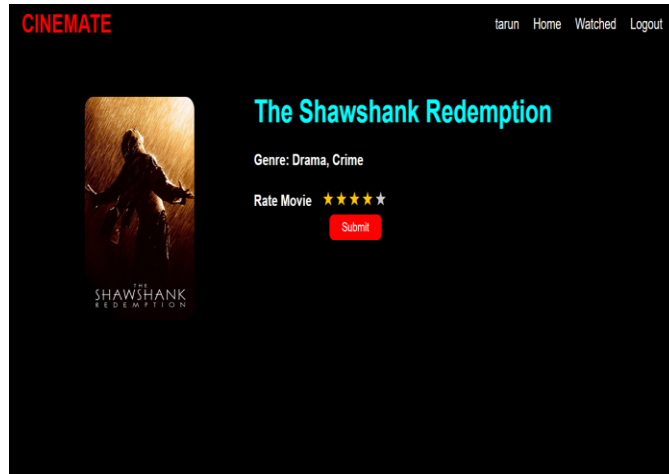 CINEMATE
tarun Home Watched Logout
The Shawshank Redemption
Genre: Drama, Crime
Rate Movie
Submit
THE
SHAWSHANK
REDEMPTION